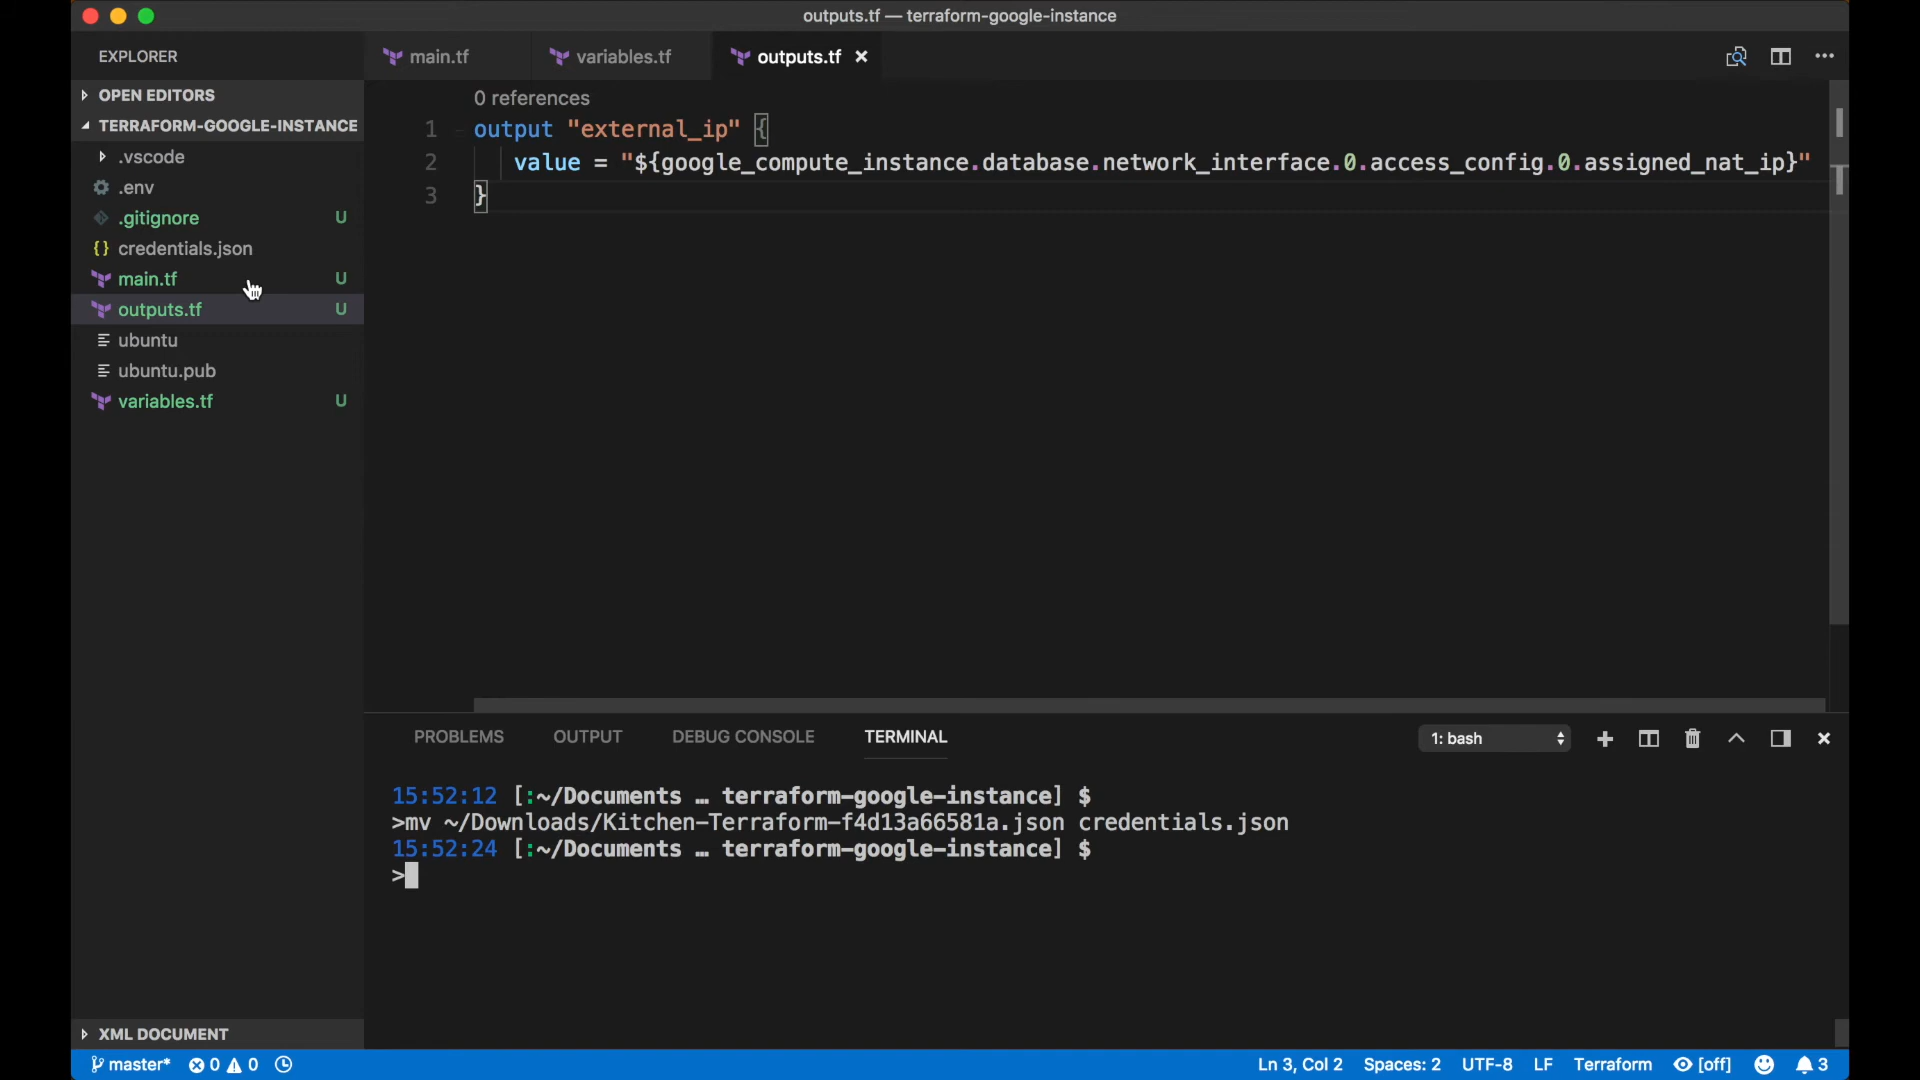 outputs.tf — terraform-google-instance
EXPLORER
main.tf
variables.tf
outputs.tf
OPEN EDITORS
TERRAFORM-GOOGLE-INSTANCE
.vscode
.env
.gitignore U
credentials.json
main.tf U
outputs.tf U
ubuntu
ubuntu.pub
variables.tf U
XML DOCUMENT
0 references
1 output "external_ip" {
2 value = "${google_compute_instance.database.network_interface.0.access_config.0.assigned_nat_ip}"
3 }
PROBLEMS OUTPUT DEBUG CONSOLE TERMINAL
1: bash
15:52:12 [:~/Documents … terraform-google-instance] $
>mv ~/Downloads/Kitchen-Terraform-f4d13a66581a.json credentials.json
15:52:24 [:~/Documents … terraform-google-instance] $
>
master* 0 0 Ln 3, Col 2 Spaces: 2 UTF-8 LF Terraform [off] 3